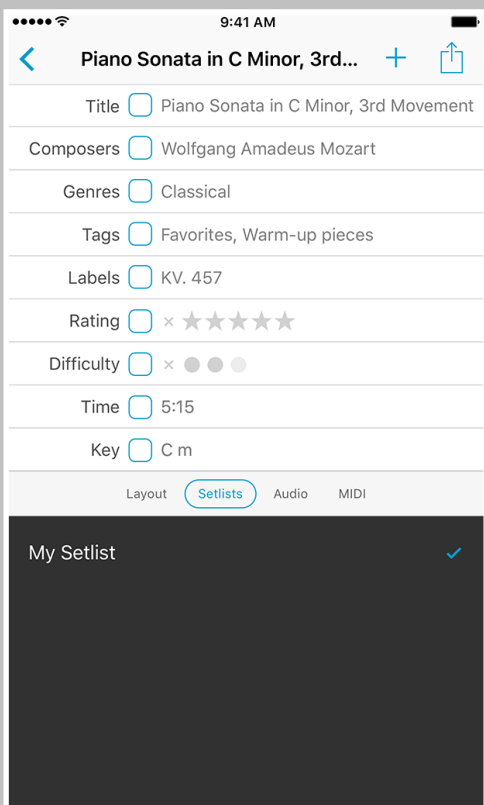 9:41 AM
Piano Sonata in C Minor, 3rd...
Title Piano Sonata in C Minor, 3rd Movement
Composers Wolfgang Amadeus Mozart
Genres Classical
Tags Favorites, Warm-up pieces
Labels KV. 457
Rating × ★★★★★
Difficulty ×
Time 5:15
Key C m
Layout Setlists Audio MIDI
My Setlist